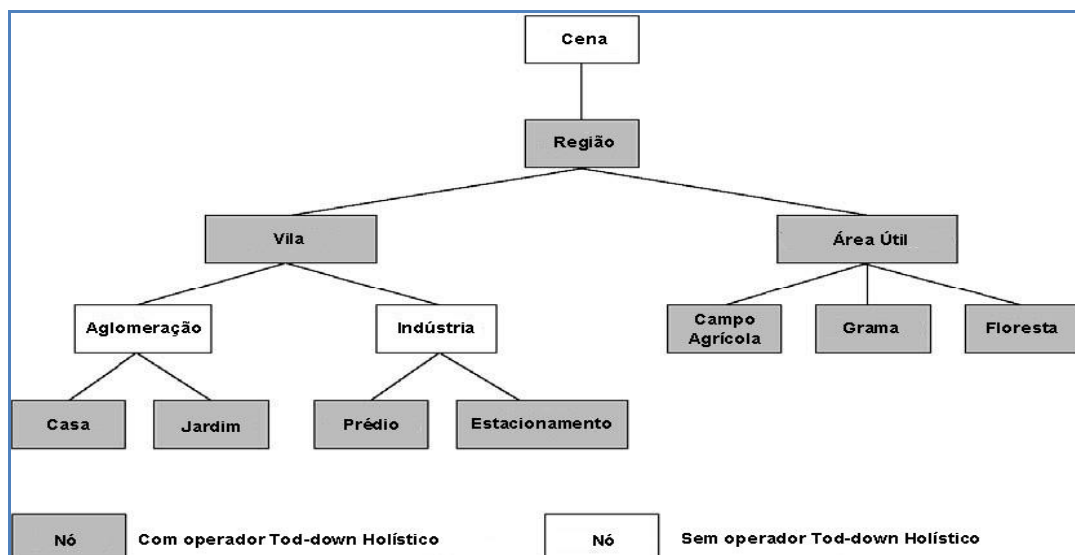 Cena
Região
Vila
Área Útil
Aglomeração
Indústria
Campo
Agrícola
Grama
Floresta
Casa
Jardim
Prédio
Estacionamento
Nó
Com operador Tod-down Holístico
Nó
Sem operador Tod-down Holístico